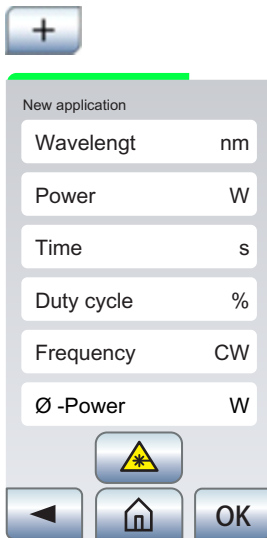 +
New application
Wavelengt nm
Power W
Time s
Duty cycle %
Frequency CW
Ø -Power W
OK